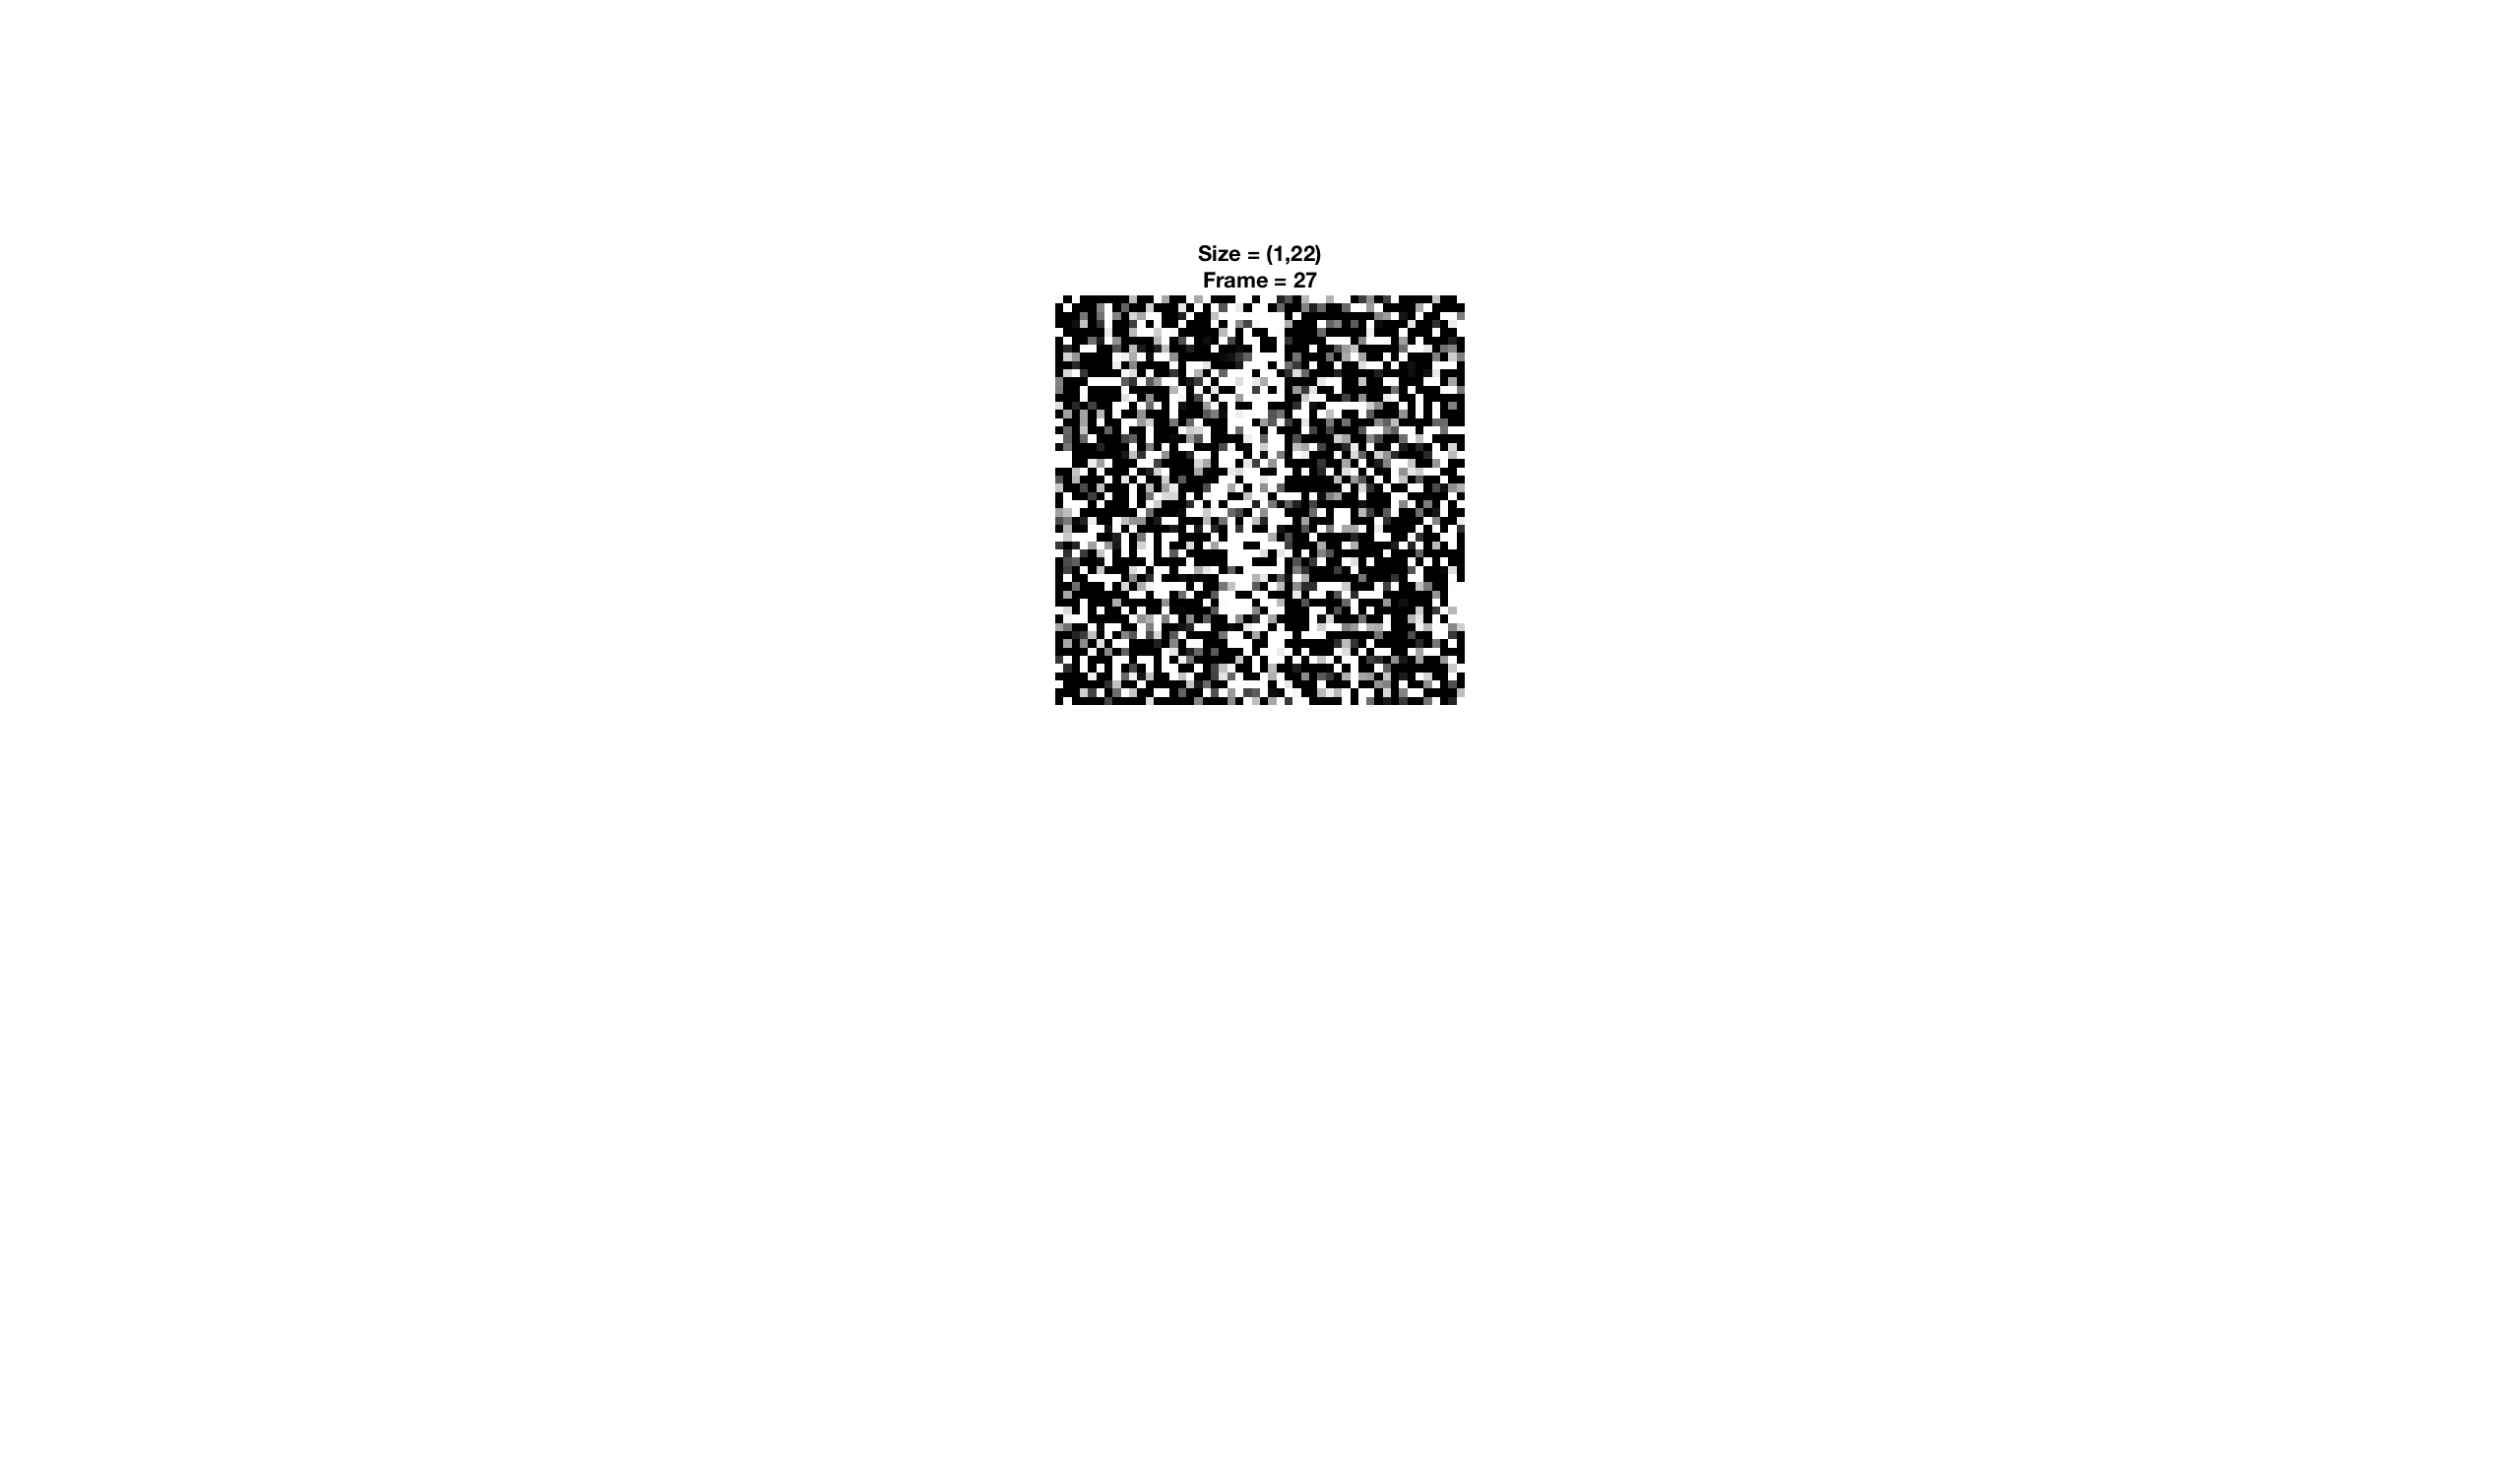 Size = (1,22)
Frame = 27